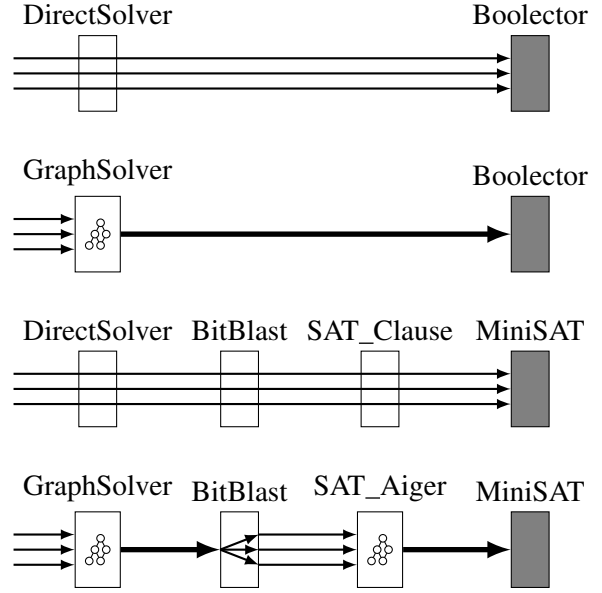 DirectSolver Boolector
GraphSolver Boolector
DirectSolver BitBlast SAT_Clause MiniSAT
GraphSolver BitBlast SAT_Aiger MiniSAT